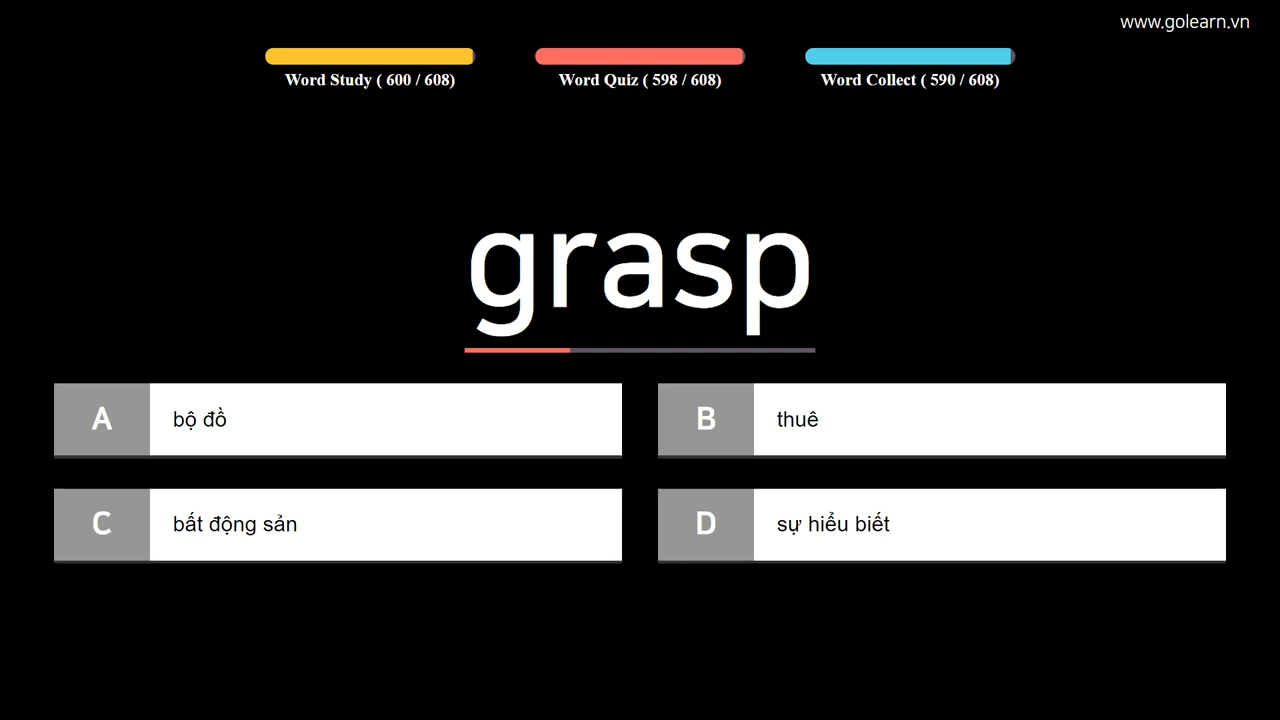 www.golearn.vn
Word Study ( 600 / 608)
Word Quiz ( 598 / 608)
Word Collect ( 590 / 608)
grasp
A bộ đồ
B thuê
C bất động sản
D sự hiểu biết